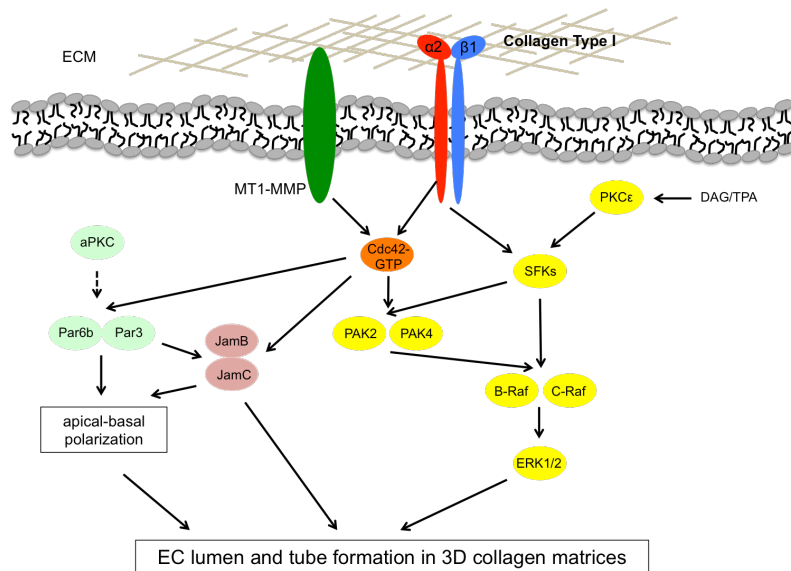 α2
β1
Collagen Type I
ECM
MT1-MMP
PKCε
DAG/TPA
aPKC
Cdc42-
GTP
SFKs
Par6b
Par3
JamB
PAK2
PAK4
JamC
B-Raf
C-Raf
apical-basal
polarization
ERK1/2
EC lumen and tube formation in 3D collagen matrices